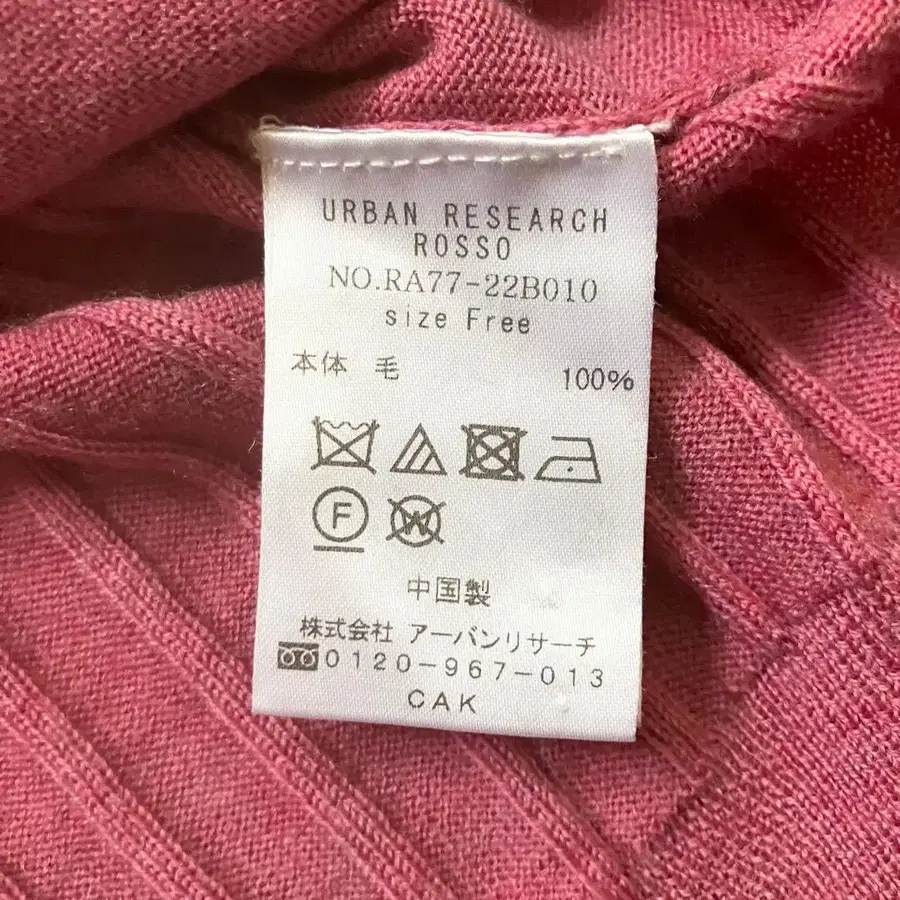 URBAN RESEARCH
ROSSO
NO.RA77-22B010
size Free
本体 毛 100%
F W
中国製
株式会社 アーバンリサーチ
0120-967-013
CAK